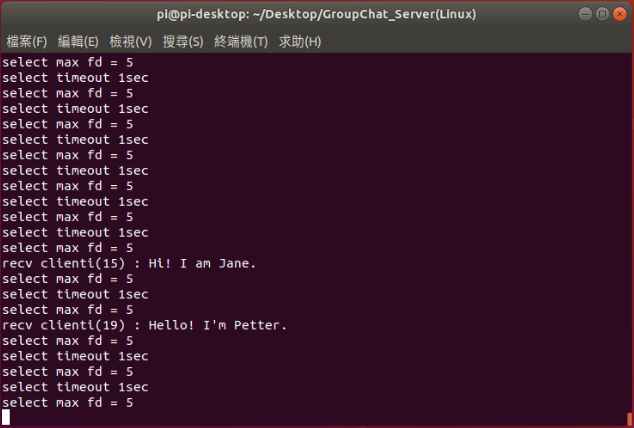 pi@pi-desktop: ~/Desktop/GroupChat_Server(Linux)
檔案(F) 編輯(E) 檢視(V) 搜尋(S) 終端機(T) 求助(H)
select max fd = 5
select timeout 1sec
select max fd = 5
select timeout 1sec
select max fd = 5
select timeout 1sec
select max fd = 5
select timeout 1sec
select max fd = 5
select timeout 1sec
select max fd = 5
select timeout 1sec
select max fd = 5
recv clienti(15) : Hi! I am Jane.
select max fd = 5
select timeout 1sec
select max fd = 5
recv clienti(19) : Hello! I'm Petter.
select max fd = 5
select timeout 1sec
select max fd = 5
select timeout 1sec
select max fd = 5